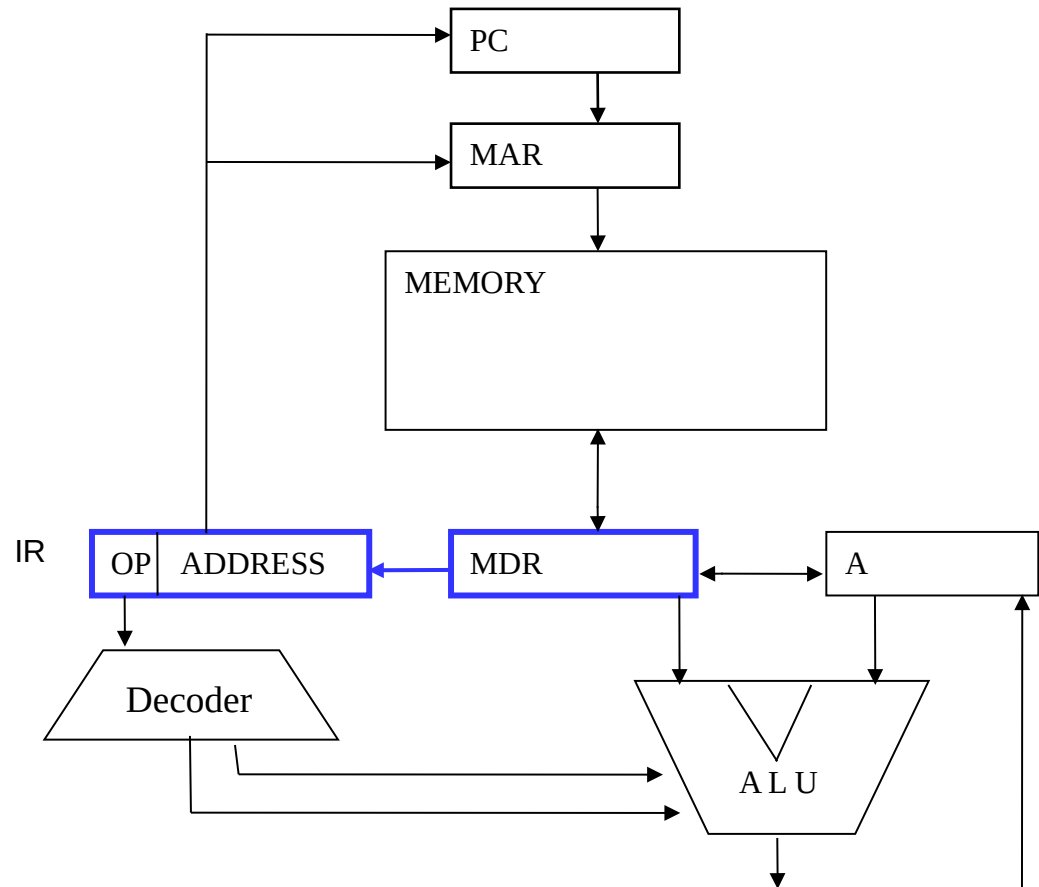 PC
MAR
MEMORY
IR
OP ADDRESS
MDR
A
Decoder
A L U